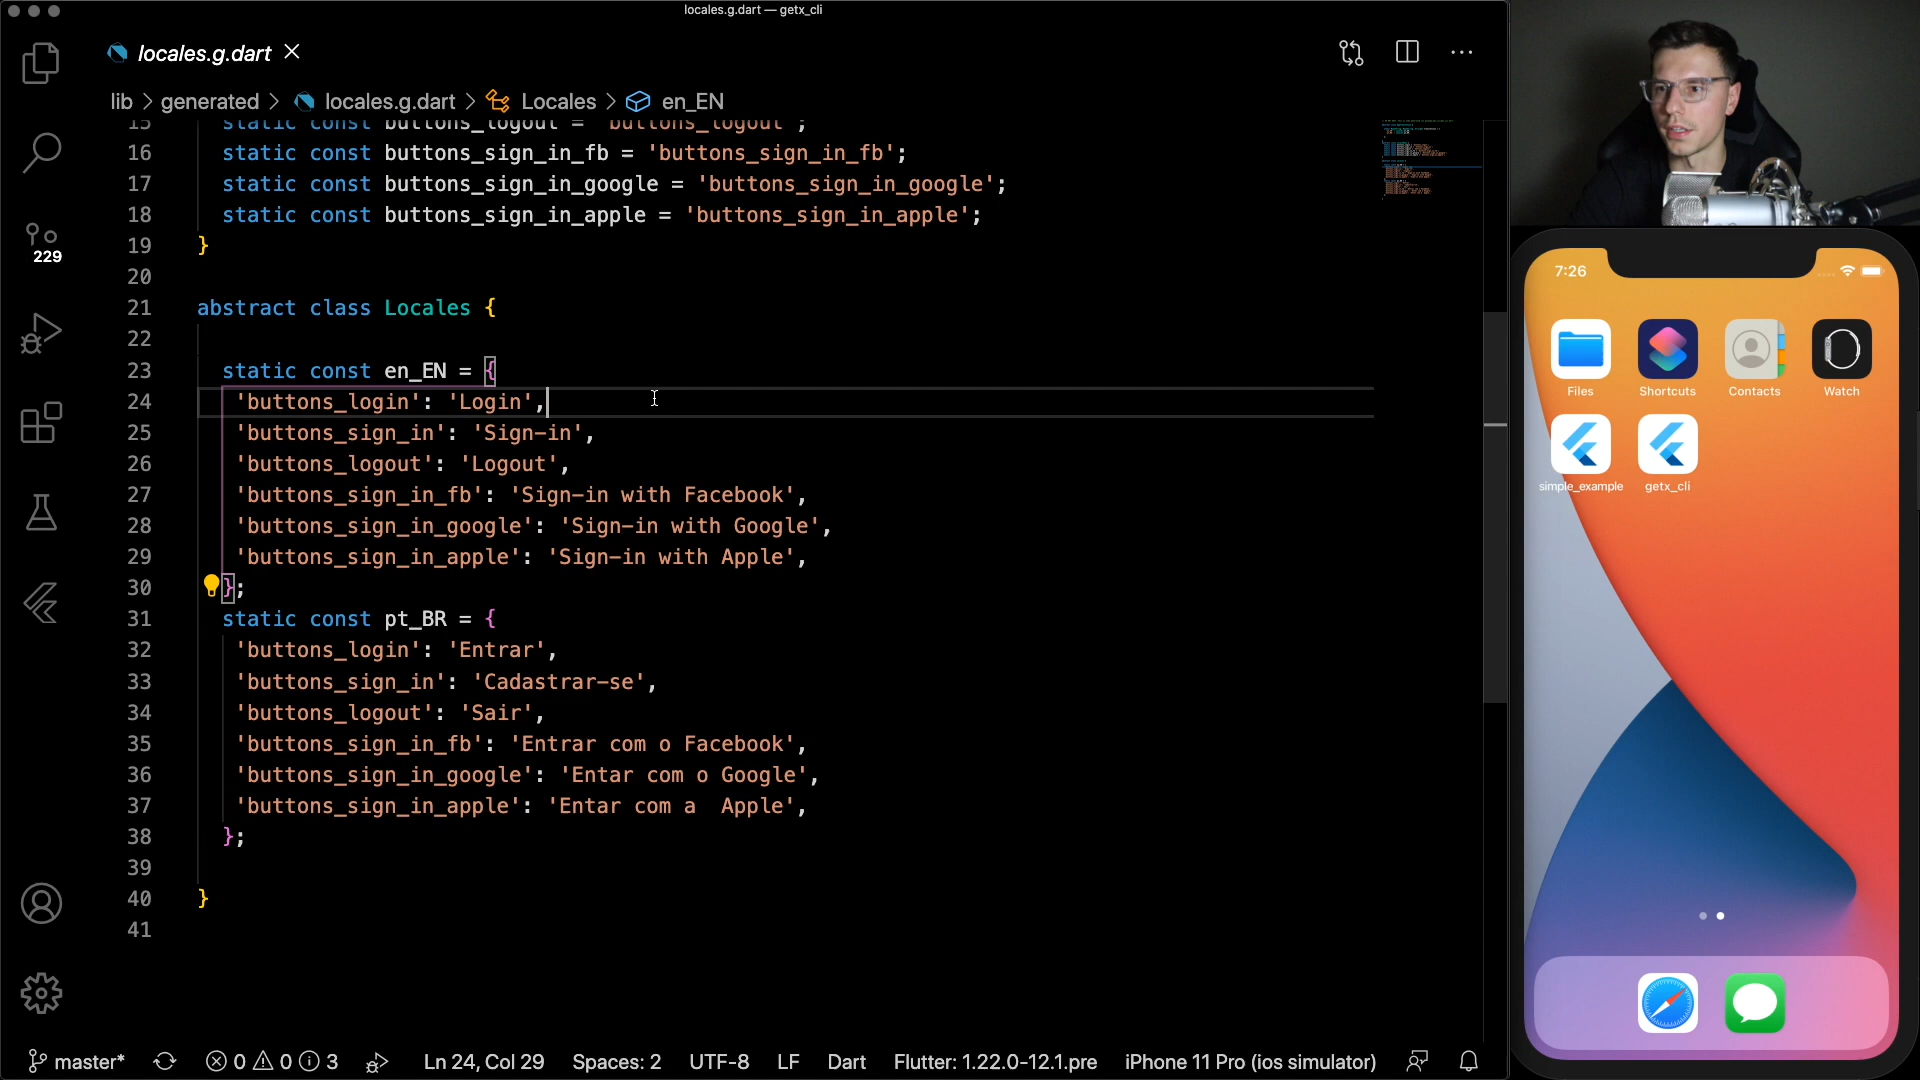 locales.g.dart — getx_cli
locales.g.dart
lib > generated > locales.g.dart > Locales > en_EN
15 static const buttons_logout = 'buttons_logout';
16 static const buttons_sign_in_fb = 'buttons_sign_in_fb';
17 static const buttons_sign_in_google = 'buttons_sign_in_google';
18 static const buttons_sign_in_apple = 'buttons_sign_in_apple';
19 }
20
21 abstract class Locales {
22
23 static const en_EN = {
24 'buttons_login': 'Login',
25 'buttons_sign_in': 'Sign-in',
26 'buttons_logout': 'Logout',
27 'buttons_sign_in_fb': 'Sign-in with Facebook',
28 'buttons_sign_in_google': 'Sign-in with Google',
29 'buttons_sign_in_apple': 'Sign-in with Apple',
30 };
31 static const pt_BR = {
32 'buttons_login': 'Entrar',
33 'buttons_sign_in': 'Cadastrar-se',
34 'buttons_logout': 'Sair',
35 'buttons_sign_in_fb': 'Entrar com o Facebook',
36 'buttons_sign_in_google': 'Entar com o Google',
37 'buttons_sign_in_apple': 'Entar com a  Apple',
38 };
39
40 }
41
229
master* 0 0 3 Ln 24, Col 29 Spaces: 2 UTF-8 LF Dart Flutter: 1.22.0-12.1.pre iPhone 11 Pro (ios simulator)
7:26
Files Shortcuts Contacts Watch
simple_example getx_cli